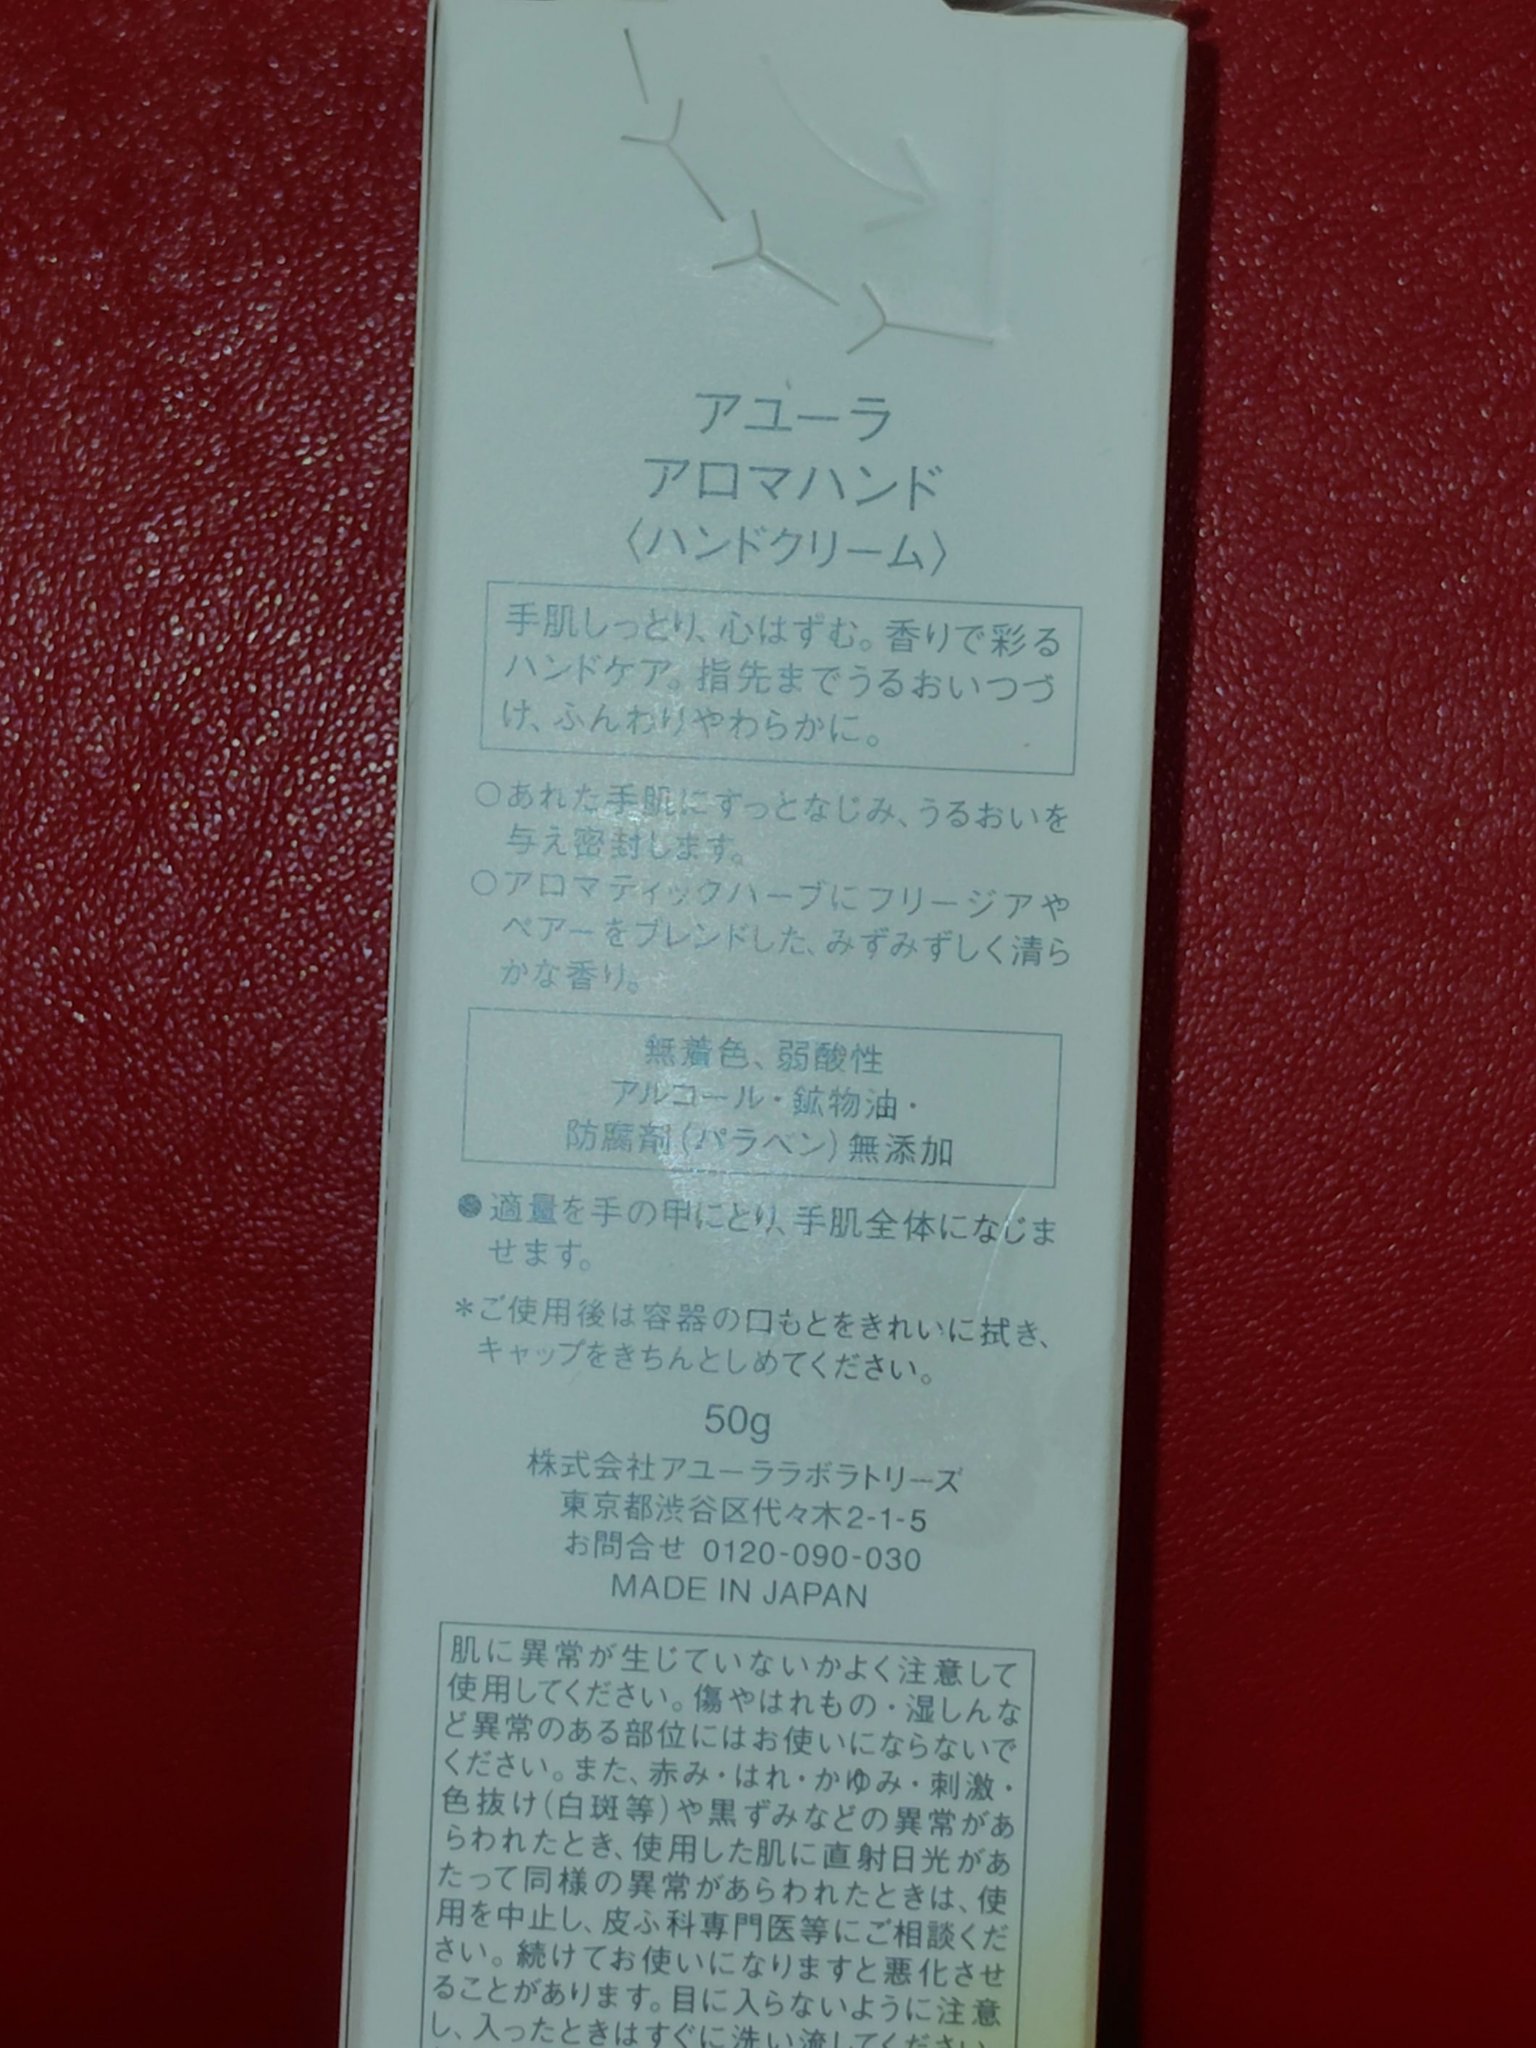 アユーラ
アロマハンド
〈ハンドクリーム〉
手肌しっとり、心はずむ。香りで彩る
ハンドケア。指先までうるおいつづ
け、ふんわりやわらかに。
○あれた手肌にすっとなじみ、うるおいを
与え密封します。
○アロマティックハーブにフリージアや
ペアーをブレンドした、みずみずしく清ら
かな香り。
無着色、弱酸性
アルコール・鉱物油・
防腐剤(パラベン)無添加
●適量を手の甲にとり、手肌全体になじま
せます。
*ご使用後は容器の口もとをきれいに拭き、
キャップをきちんとしめてください。
50g
株式会社アユーララボラトリーズ
東京都渋谷区代々木2-1-5
お問合せ 0120-090-030
MADE IN JAPAN
肌に異常が生じていないかよく注意して
使用してください。傷やはれもの・湿しんな
ど異常のある部位にはお使いにならないで
ください。また、赤み・はれ・かゆみ・刺激・
色抜け(白斑等)や黒ずみなどの異常があ
らわれたとき、使用した肌に直射日光があ
たって同様の異常があらわれたときは、使
用を中止し、皮ふ科専門医等にご相談くだ
さい。続けてお使いになりますと悪化させ
ることがあります。目に入らないように注意
し、入ったときはすぐに洗い流してください。